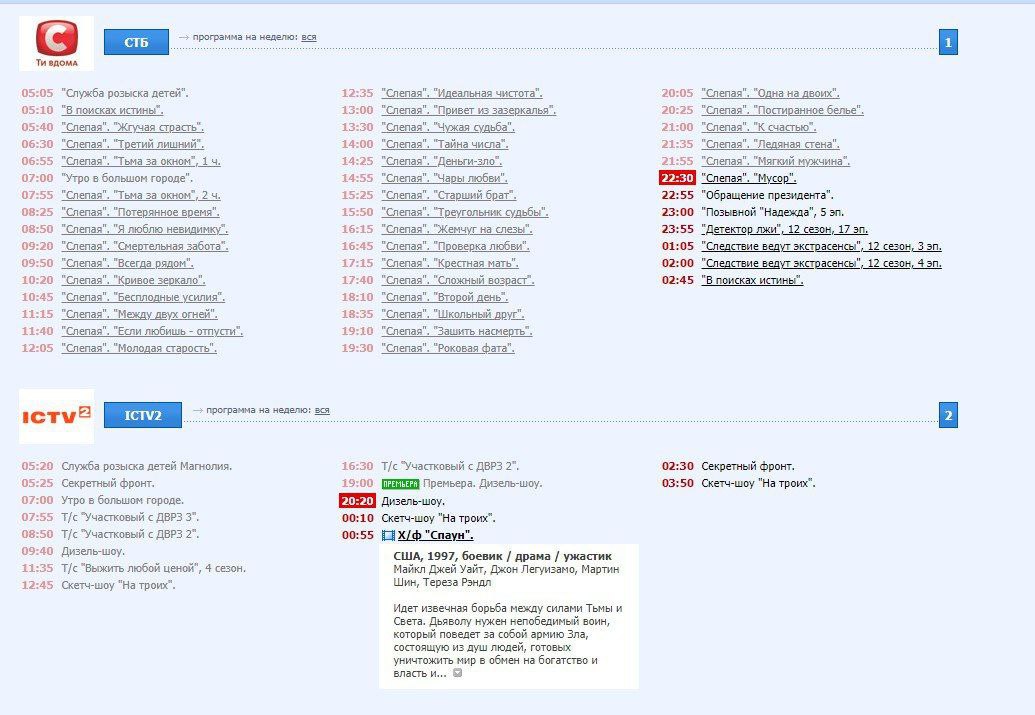 Ти вдома
СТБ
→ программа на неделю: вся
1
05:05 "Служба розыска детей".
05:10 "В поисках истины".
05:40 "Слепая". "Жгучая страсть".
06:30 "Слепая". "Третий лишний".
06:55 "Слепая". "Тьма за окном", 1 ч.
07:00 "Утро в большом городе".
07:55 "Слепая". "Тьма за окном", 2 ч.
08:25 "Слепая". "Потерянное время".
08:50 "Слепая". "Я люблю невидимку".
09:20 "Слепая". "Смертельная забота".
09:50 "Слепая". "Всегда рядом".
10:20 "Слепая". "Кривое зеркало".
10:45 "Слепая". "Бесплодные усилия".
11:15 "Слепая". "Между двух огней".
11:40 "Слепая". "Если любишь - отпусти".
12:05 "Слепая". "Молодая старость".
12:35 "Слепая". "Идеальная чистота".
13:00 "Слепая". "Привет из зазеркалья".
13:30 "Слепая". "Чужая судьба".
14:00 "Слепая". "Тайна числа".
14:25 "Слепая". "Деньги-зло".
14:55 "Слепая". "Чары любви".
15:25 "Слепая". "Старший брат".
15:50 "Слепая". "Треугольник судьбы".
16:15 "Слепая". "Жемчуг на слезы".
16:45 "Слепая". "Проверка любви".
17:15 "Слепая". "Крестная мать".
17:40 "Слепая". "Сложный возраст".
18:10 "Слепая". "Второй день".
18:35 "Слепая". "Школьный друг".
19:10 "Слепая". "Зашить насмерть".
19:30 "Слепая". "Роковая фата".
20:05 "Слепая". "Одна на двоих".
20:25 "Слепая". "Постиранное белье".
21:00 "Слепая". "К счастью".
21:35 "Слепая". "Ледяная стена".
21:55 "Слепая". "Мягкий мужчина".
22:30 "Слепая". "Мусор".
22:55 "Обращение президента".
23:00 "Позывной "Надежда", 5 эп.
23:55 "Детектор лжи", 12 сезон, 17 эп.
01:05 "Следствие ведут экстрасенсы", 12 сезон, 3 эп.
02:00 "Следствие ведут экстрасенсы", 12 сезон, 4 эп.
02:45 "В поисках истины".
ICTV2
ICTV2
→ программа на неделю: вся
2
05:20 Служба розыска детей Магнолия.
05:25 Секретный фронт.
07:00 Утро в большом городе.
07:55 Т/с "Участковый с ДВРЗ 3".
08:50 Т/с "Участковый с ДВРЗ 2".
09:40 Дизель-шоу.
11:35 Т/с "Выжить любой ценой", 4 сезон.
12:45 Скетч-шоу "На троих".
16:30 Т/с "Участковый с ДВРЗ 2".
19:00 ПРЕМЬЕРА Премьера. Дизель-шоу.
20:20 Дизель-шоу.
00:10 Скетч-шоу "На троих".
00:55 Х/ф "Спаун".
США, 1997, боевик / драма / ужастик
Майкл Джей Уайт, Джон Легуизамо, Мартин
Шин, Тереза Рэндл
Идет извечная борьба между силами Тьмы и
Света. Дьяволу нужен непобедимый воин,
который поведет за собой армию Зла,
состоящую из душ людей, готовых
уничтожить мир в обмен на богатство и
власть и...
02:30 Секретный фронт.
03:50 Скетч-шоу "На троих".